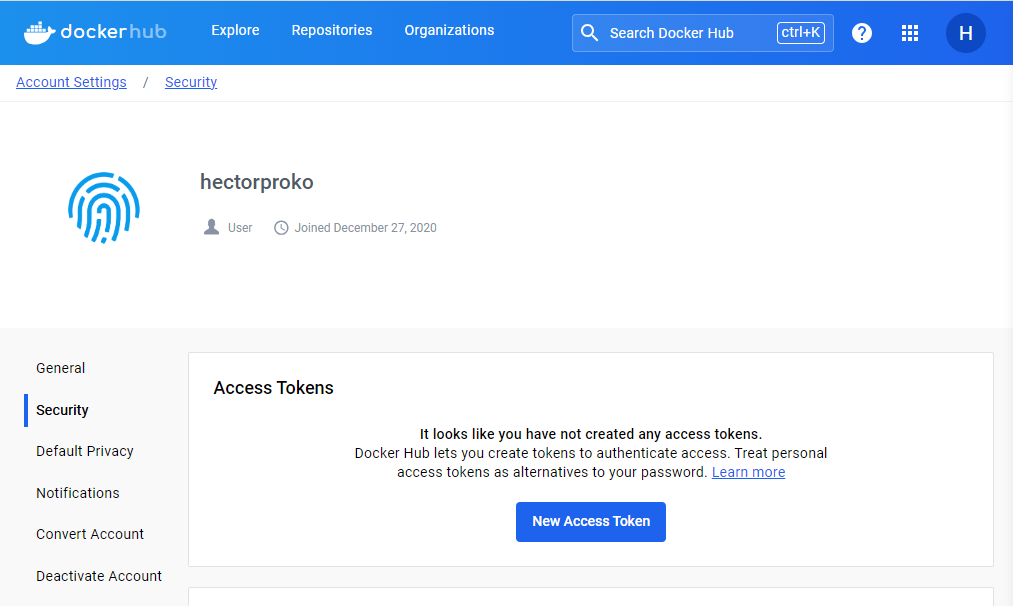 dockerhub Explore Repositories Organizations Search Docker Hub ctrl+K ? H
Account Settings / Security
hectorproko
User Joined December 27, 2020
General
Security
Default Privacy
Notifications
Convert Account
Deactivate Account
Access Tokens
It looks like you have not created any access tokens.
Docker Hub lets you create tokens to authenticate access. Treat personal
access tokens as alternatives to your password. Learn more
New Access Token